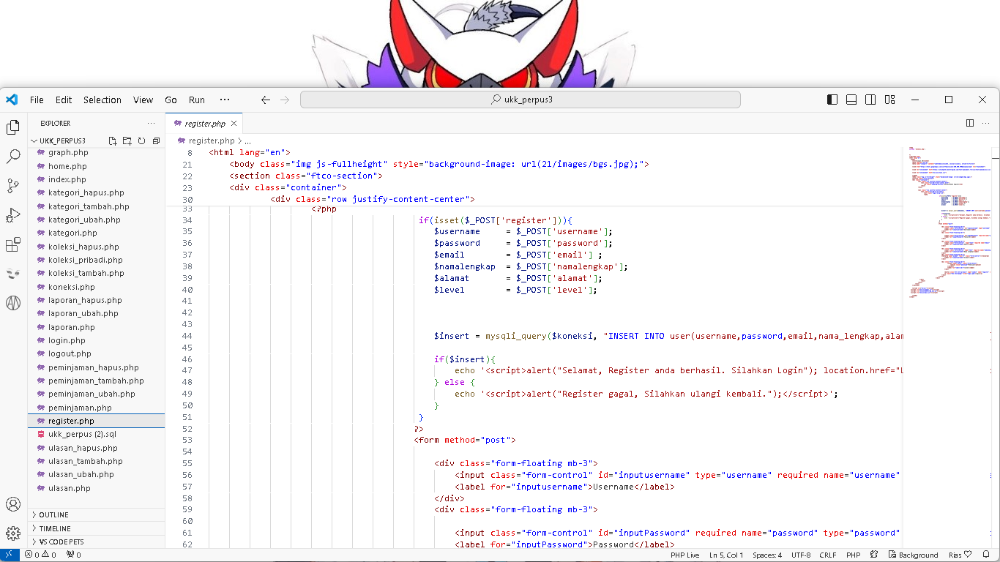 File Edit Selection View Go Run ··· ukk_perpus3
EXPLORER ···
UKK_PERPUS3
graph.php
home.php
index.php
kategori_hapus.php
kategori_tambah.php
kategori_ubah.php
kategori.php
koleksi_hapus.php
koleksi_pribadi.php
koleksi_tambah.php
koneksi.php
laporan_hapus.php
laporan_ubah.php
laporan.php
login.php
logout.php
peminjaman_hapus.php
peminjaman_tambah.php
peminjaman_ubah.php
peminjaman.php
register.php
ukk_perpus (2).sql
ulasan_hapus.php
ulasan_tambah.php
ulasan_ubah.php
ulasan.php
OUTLINE
TIMELINE
VS CODE PETS
register.php
register.php > ...
8 <html lang="en">
21 <body class="img js-fullheight" style="background-image: url(21/images/bgs.jpg);">
22 <section class="ftco-section">
23 <div class="container">
30 <div class="row justify-content-center">
33 <?php
34 if(isset($_POST['register'])){
35 $username = $_POST['username'];
36 $password = $_POST['password'];
37 $email = $_POST['email'] ;
38 $namalengkap = $_POST['namalengkap'];
39 $alamat = $_POST['alamat'];
40 $level = $_POST['level'];
41
42
43
44 $insert = mysqli_query($koneksi, "INSERT INTO user(username,password,email,nama_lengkap,alam
45
46 if($insert){
47 echo '<script>alert("Selamat, Register anda berhasil. Silahkan Login"); location.href="L
48 } else {
49 echo '<script>alert("Register gagal, Silahkan ulangi kembali.");</script>';
50 }
51 }
52 ?>
53 <form method="post">
54
55 <div class="form-floating mb-3">
56 <input class="form-control" id="inputusername" type="username" required name="username"
57 <label for="inputusername">Username</label>
58 </div>
59 <div class="form-floating mb-3">
60
61 <input class="form-control" id="inputPassword" required name="password" type="password"
62 <label for="inputPassword">Password</label>
0 0 0 PHP Live Ln 5, Col 1 Spaces: 4 UTF-8 CRLF PHP Background Rias